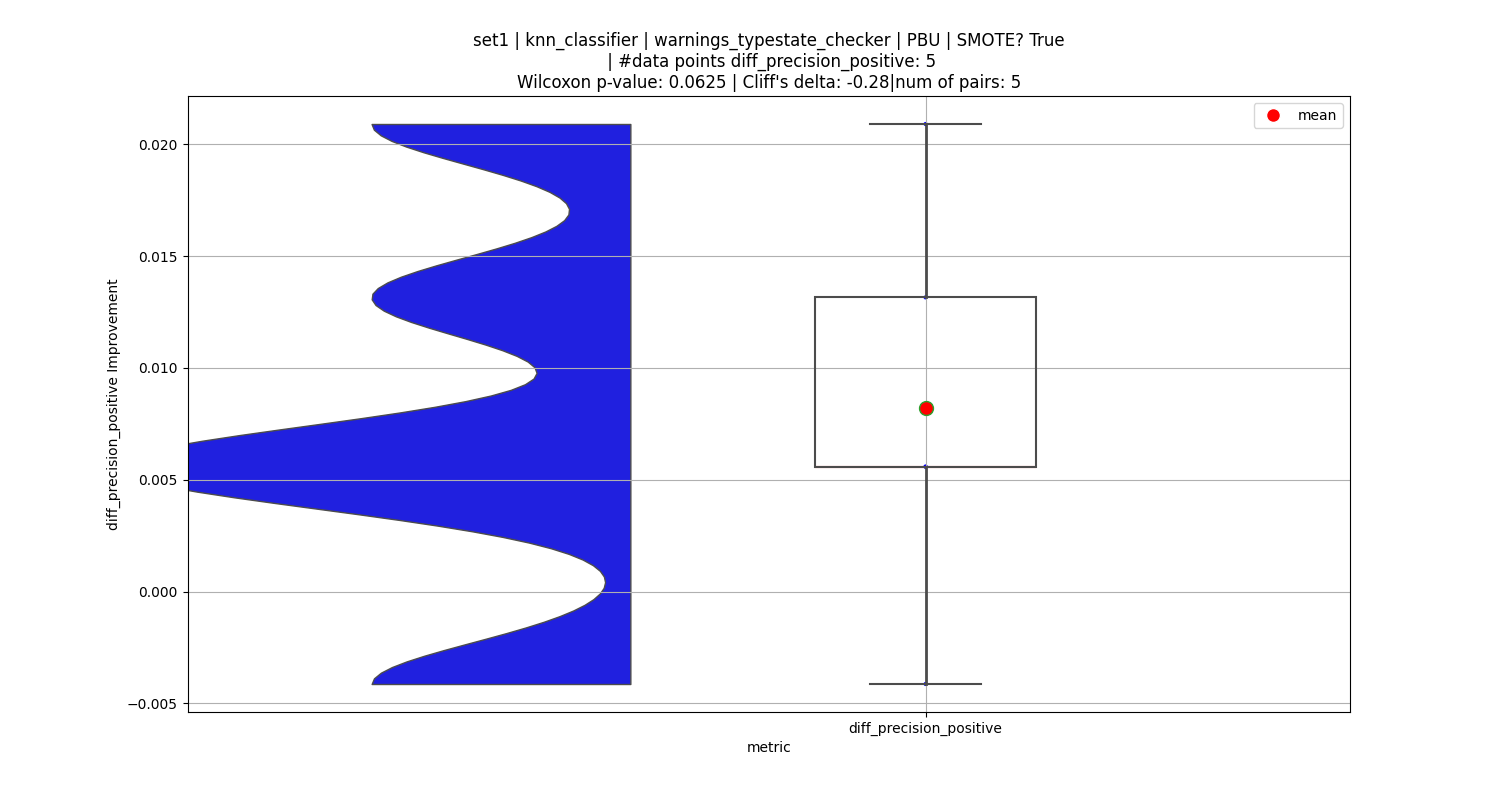 set1 | knn_classifier | warnings_typestate_checker | PBU | SMOTE? True
| #data points diff_precision_positive: 5
Wilcoxon p-value: 0.0625 | Cliff's delta: -0.28|num of pairs: 5
mean
diff_precision_positive Improvement
0.020
0.015
0.010
0.005
0.000
−0.005
diff_precision_positive
metric